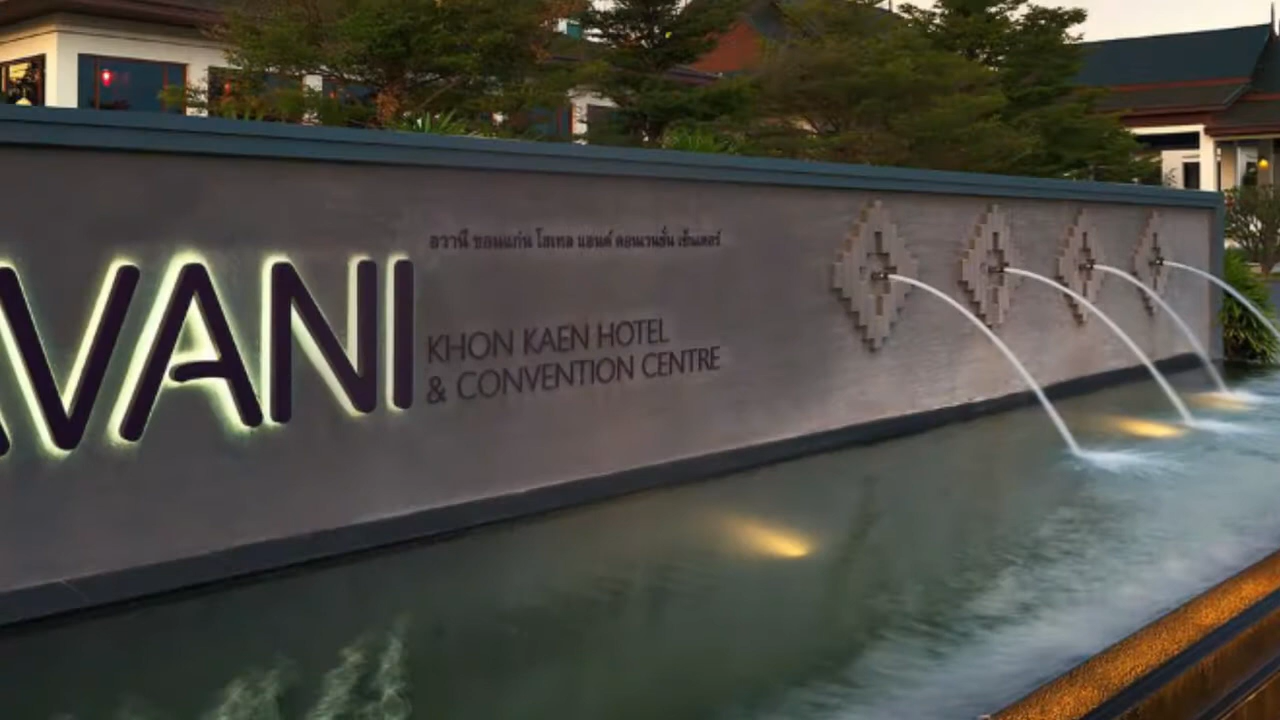 AVANI
อวานี ขอนแก่น โฮเทล แอนด์ คอนเวนชั่น เซ็นเตอร์
KHON KAEN HOTEL
& CONVENTION CENTRE